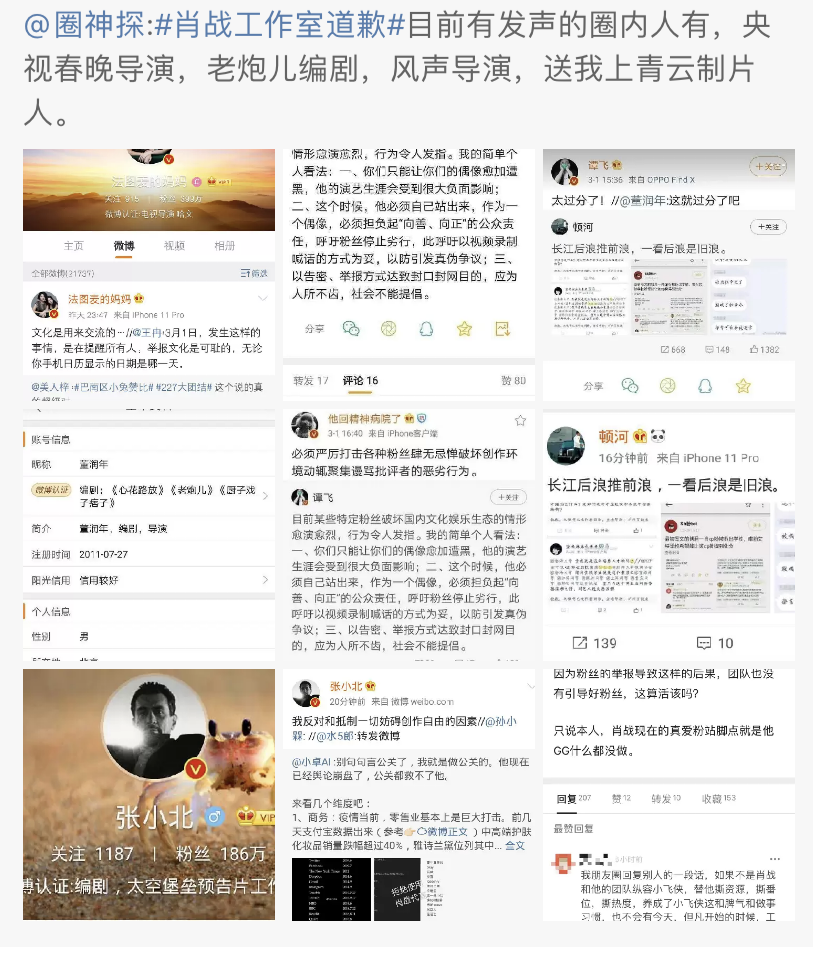 @圈神探:#肖战工作室道歉#目前有发声的圈内人有，央
视春晚导演，老炮儿编剧，风声导演，送我上青云制片
人。
法图麦的妈妈
关注 915 | 粉丝 599万
微博认证:电视导演 哈文
主页 微博 视频 相册
全部微博(21737) 筛选
法图麦的妈妈
昨天 23:47 来自 iPhone 11 Pro
文化是用来交流的…//@王冉:3月1日，发生这样的
事情，是在提醒所有人，举报文化是可耻的，无论
你手机日历显示的日期是哪一天。
@美人梓:#巴南区小兔赞比# #227大团结# 这个说的真
情形愈演愈烈，行为令人发指。我的简单个
人看法：一、你们只能让你们的偶像愈加遭
黑，他的演艺生涯会受到很大负面影响；
二、这个时候，他必须自己站出来，作为一
个偶像，必须担负起“向善、向正”的公众责
任，呼吁粉丝停止劣行，此呼吁以视频录制
喊话的方式为要，以防引发真伪争议；三、
以告密、举报方式达致封口封网目的，应为
人所不齿，社会不能提倡。
分享
转发 17 评论 16 赞 80
谭飞
3-1 15:36 来自 OPPO Find X
+关注
太过分了！//@董润年:这就过分了吧
顿河
+关注
长江后浪推前浪，一看后浪是旧浪。
668 148 1382
分享
账号信息
昵称 董润年
微博认证 编剧：《心花路放》《老炮儿》《厨子戏
子痞子》
简介 董润年，编剧，导演
注册时间 2011-07-27
阳光信用 信用较好
个人信息
性别 男
他回精神病院了
3-1 16:40 来自 iPhone客户端
必须严厉打击各种粉丝肆无忌惮破坏创作环
境动辄聚集谩骂批评者的恶劣行为。
谭飞
+关注
目前某些特定粉丝破坏国内文化娱乐生态的情形
愈演愈烈，行为令人发指。我的简单个人看法：
一、你们只能让你们的偶像愈加遭黑，他的演艺
生涯会受到很大负面影响；二、这个时候，他必
须自己站出来，作为一个偶像，必须担负起“向
善、向正”的公众责任，呼吁粉丝停止劣行，此
呼吁以视频录制喊话的方式为要，以防引发真伪
争议；三、以告密、举报方式达致封口封网目
的，应为人所不齿，社会不能提倡。
顿河
16分钟前 来自 iPhone 11 Pro
长江后浪推前浪，一看后浪是旧浪。
139 10
张小北
关注 1187 | 粉丝 186万
博认证:编剧，太空堡垒预告片工作
张小北
20分钟前 来自 微博 weibo.com
我反对和抵制一切妨碍创作自由的因素//@孙小
霖: //@水5郎:转发微博
@小卓AI :别句句言公关了，我就是做公关的。他现在
已经舆论崩盘了，公关都救不了他。
来看几个维度吧：
1、商务：疫情当前，零售业基本上是巨大打击。前几
天支付宝数据出来（参考👉微博正文 ）中高端护肤
化妆品销量跌幅超过40%，雅诗兰黛位列其中... 全文
因为粉丝的举报导致这样的后果，团队也没
有引导好粉丝，这算活该吗？
只说本人，肖战现在的真爱粉站脚点就是他
GG什么都没做。
回复 207 赞 12 转发 10 收藏 153
最赞回复
2小时前
我朋友圈回复别人的一段话，如果不是肖战
和他的团队纵容小飞侠，替他撕资源，撕番
位，撕热度，养成了小飞侠这和脾气和做事
习惯，也不会有今天，但凡开始的时候，工